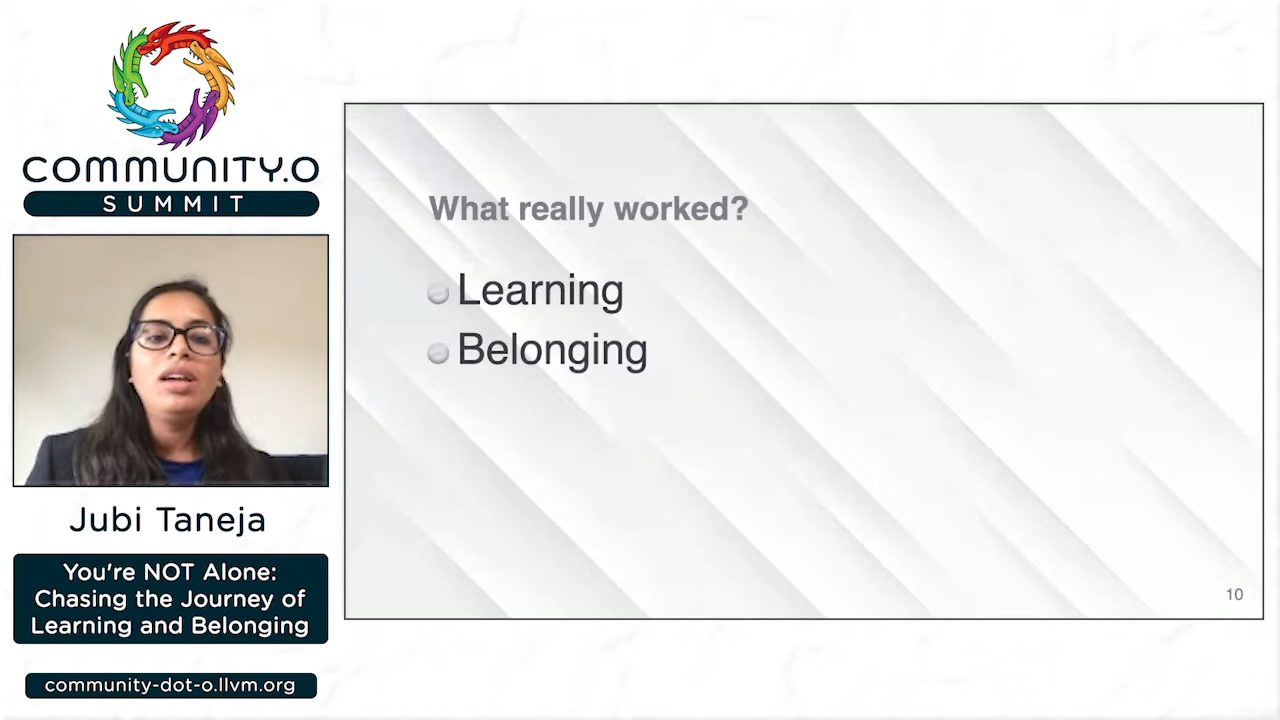 COMMUNITY.O
SUMMIT
Jubi Taneja
You're NOT Alone:
Chasing the Journey of
Learning and Belonging
community-dot-o.llvm.org
What really worked?
Learning
Belonging
10